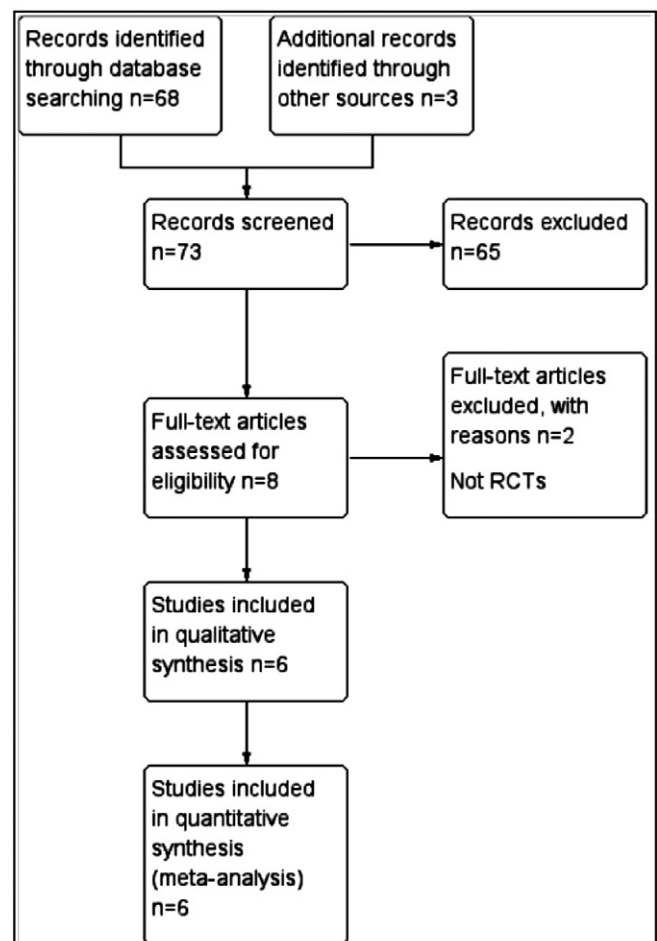 Records identified
through database
searching n=68
Additional records
identified through
other sources n=3
Records screened
n=73
Records excluded
n=65
Full-text articles
assessed for
eligibility n=8
Full-text articles
excluded, with
reasons n=2
Not RCTs
Studies included
in qualitative
synthesis n=6
Studies included
in quantitative
synthesis
(meta-analysis)
n=6